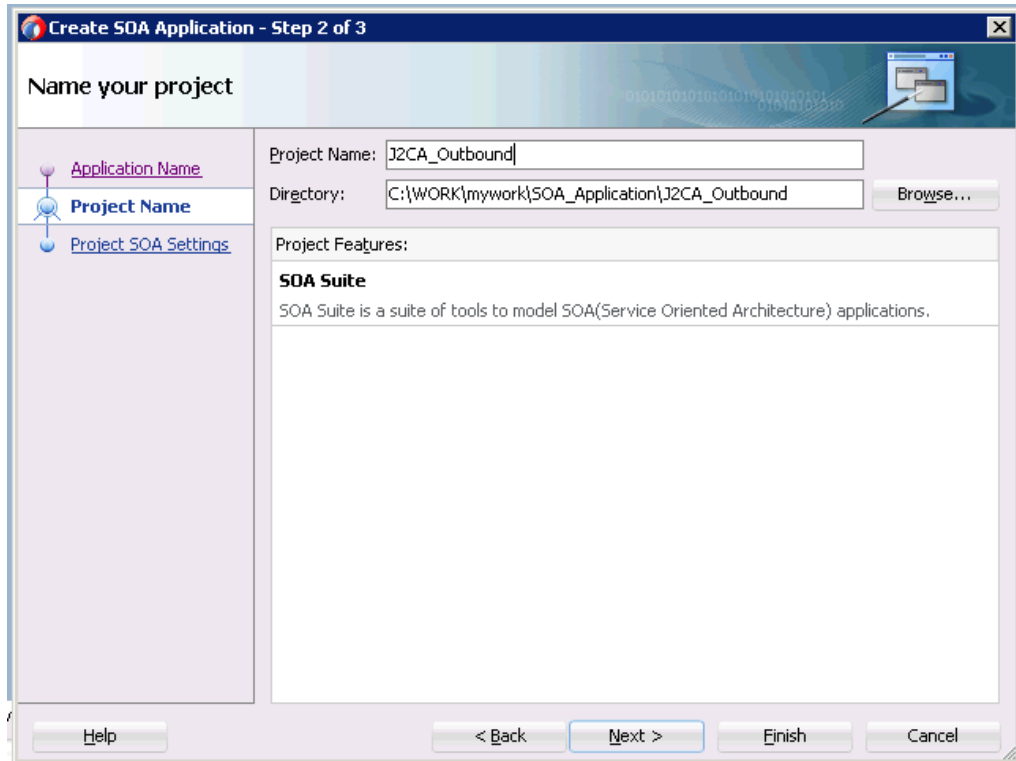 Create SOA Application - Step 2 of 3
Name your project
Application Name
Project Name
Project SOA Settings
Project Name: J2CA_Outbound
Directory: C:\WORK\mywork\SOA_Application\J2CA_Outbound Browse...
Project Features:
SOA Suite
SOA Suite is a suite of tools to model SOA(Service Oriented Architecture) applications.
Help < Back Next > Finish Cancel